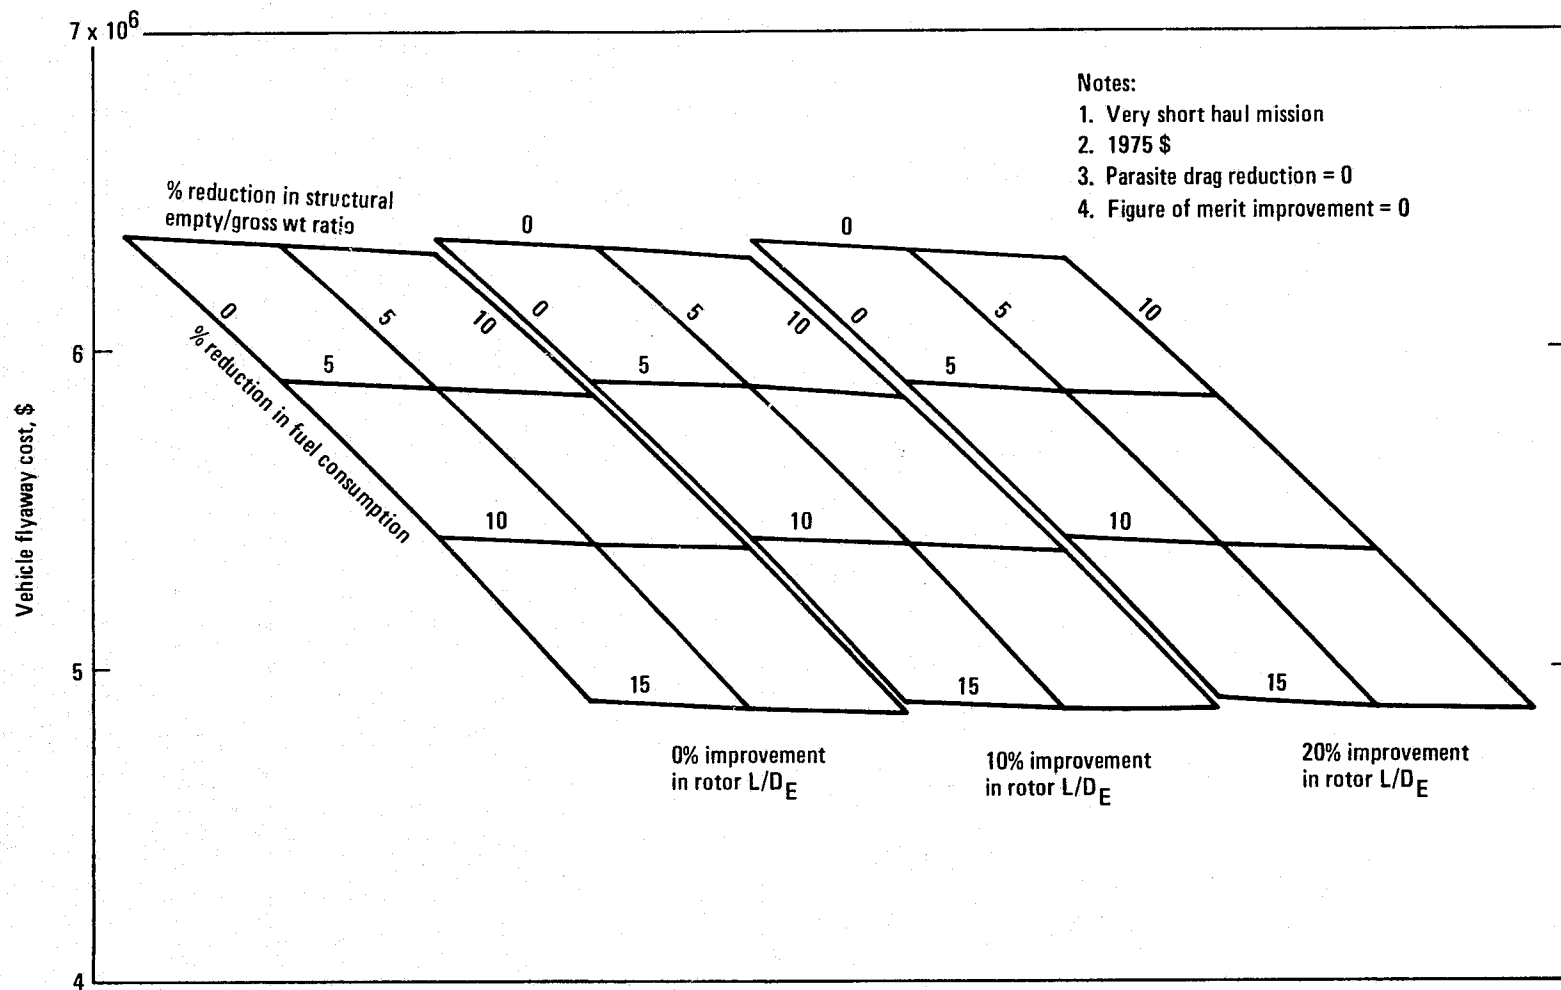 7 x 10^6
Notes:
1. Very short haul mission
2. 1975 $
3. Parasite drag reduction = 0
4. Figure of merit improvement = 0
% reduction in structural
empty/gross wt ratio
0
0
0
5
10
0
5
10
0
5
10
% reduction in fuel consumption
6
5
5
5
Vehicle flyaway cost, $
10
10
10
5
15
15
15
0% improvement
in rotor L/D_E
10% improvement
in rotor L/D_E
20% improvement
in rotor L/D_E
4